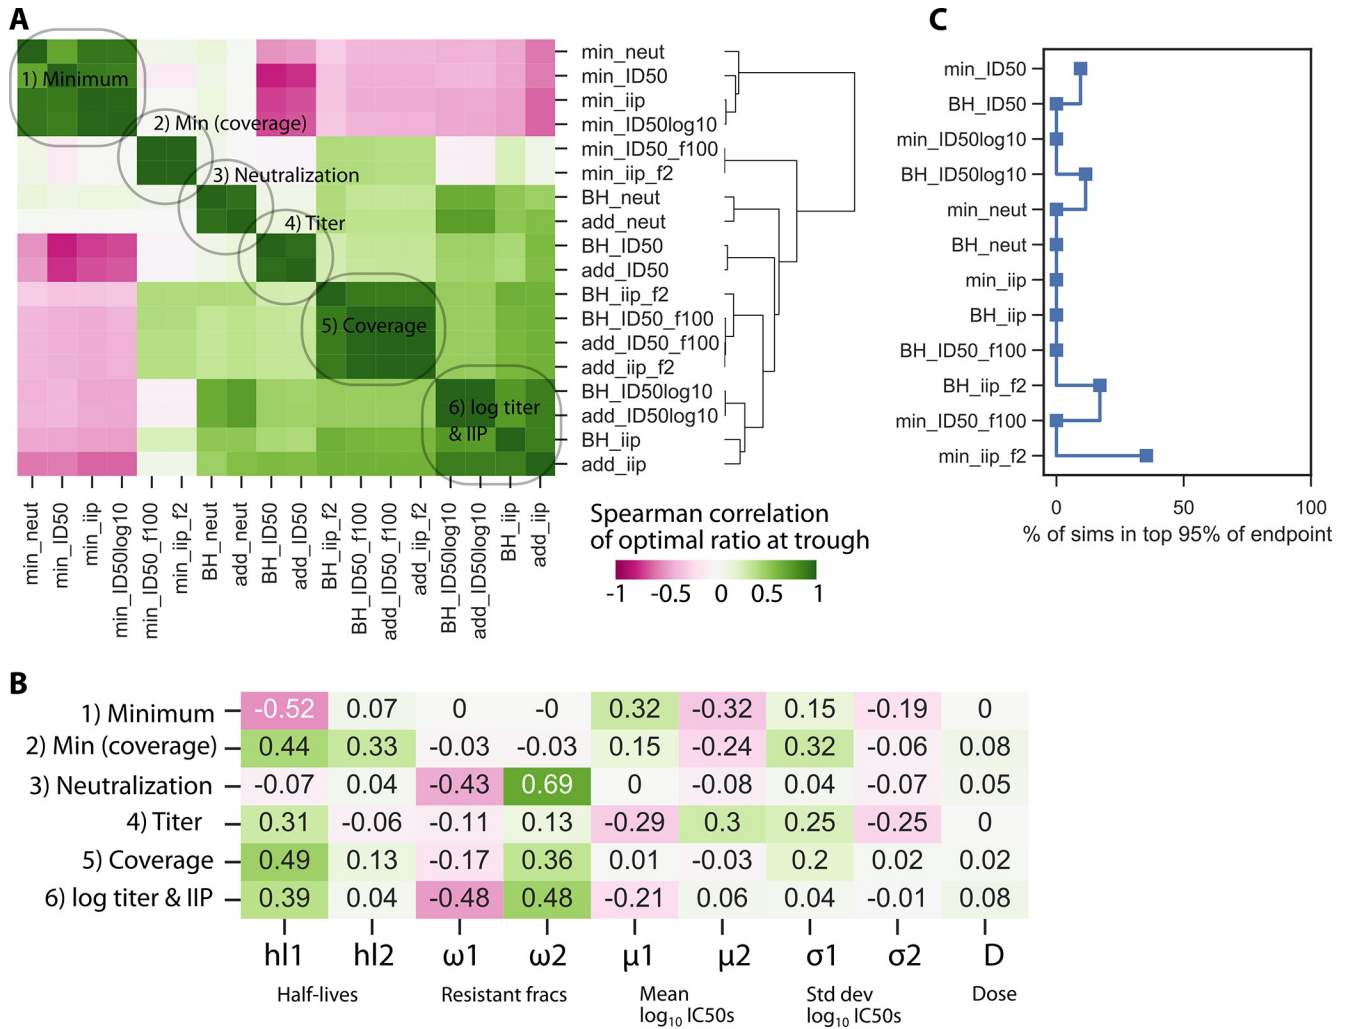 A
1) Minimum
2) Min (coverage)
3) Neutralization
4) Titer
5) Coverage
6) log titer
& IIP
min_neut
min_ID50
min_iip
min_ID50log10
min_ID50_f100
min_iip_f2
BH_neut
add_neut
BH_ID50
add_ID50
BH_iip_f2
BH_ID50_f100
add_ID50_f100
add_iip_f2
BH_ID50log10
add_ID50log10
BH_iip
add_iip
min_neut
min_ID50
min_iip
min_ID50log10
min_ID50_f100
min_iip_f2
BH_neut
add_neut
BH_ID50
add_ID50
BH_iip_f2
BH_ID50_f100
add_ID50_f100
add_iip_f2
BH_ID50log10
add_ID50log10
BH_iip
add_iip
Spearman correlation
of optimal ratio at trough
-1 -0.5 0 0.5 1
C
min_ID50
BH_ID50
min_ID50log10
BH_ID50log10
min_neut
BH_neut
min_iip
BH_iip
BH_ID50_f100
BH_iip_f2
min_ID50_f100
min_iip_f2
0 50 100
% of sims in top 95% of endpoint
B
1) Minimum -0.52 0.07 0 -0 0.32 -0.32 0.15 -0.19 0
2) Min (coverage) 0.44 0.33 -0.03 -0.03 0.15 -0.24 0.32 -0.06 0.08
3) Neutralization -0.07 0.04 -0.43 0.69 0 -0.08 0.04 -0.07 0.05
4) Titer 0.31 -0.06 -0.11 0.13 -0.29 0.3 0.25 -0.25 0
5) Coverage 0.49 0.13 -0.17 0.36 0.01 -0.03 0.2 0.02 0.02
6) log titer & IIP 0.39 0.04 -0.48 0.48 -0.21 0.06 0.04 -0.01 0.08
hl1 hl2 ω1 ω2 μ1 μ2 σ1 σ2 D
Half-lives Resistant fracs Mean Std dev Dose
log10 IC50s log10 IC50s